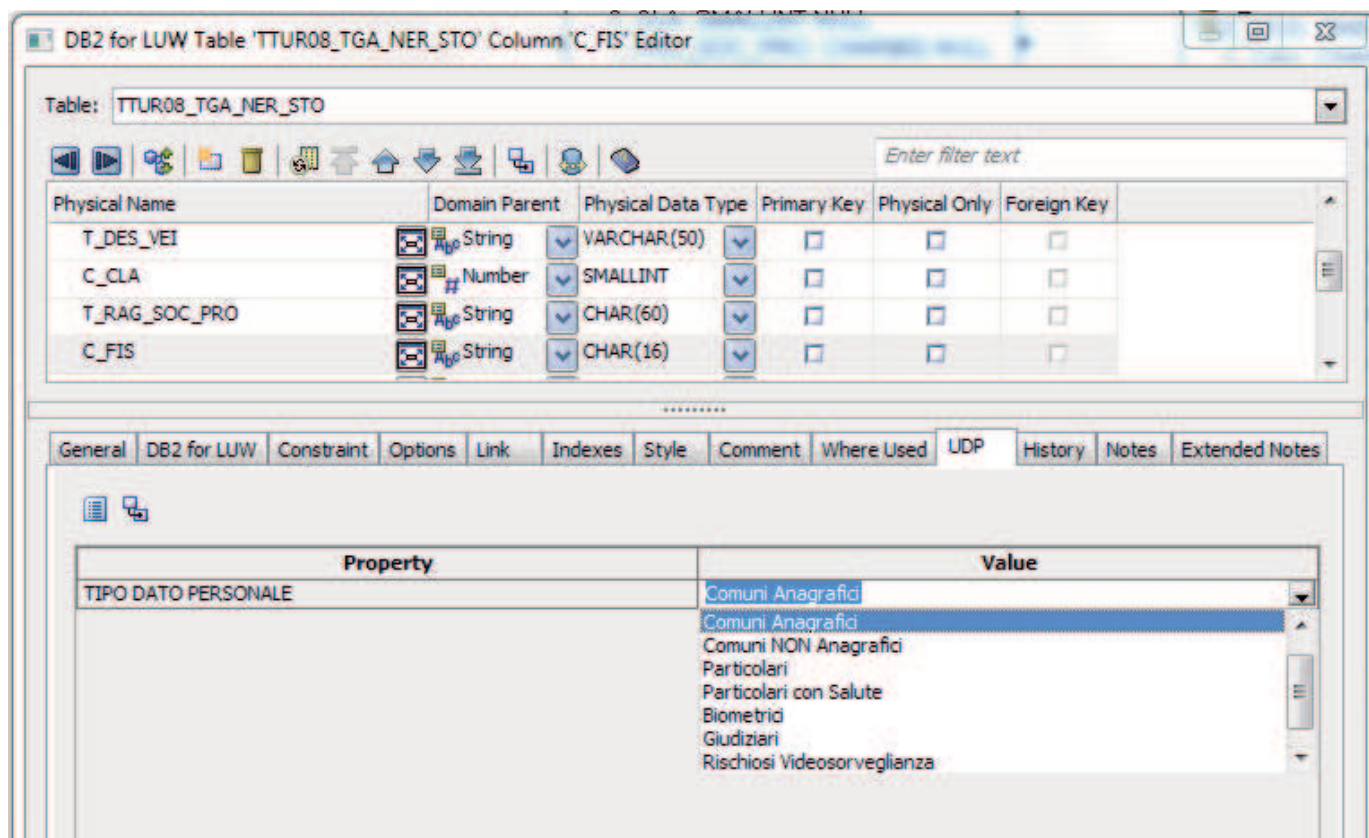 DB2 for LUW Table 'TTUR08_TGA_NER_STO' Column 'C_FIS' Editor
Table: TTUR08_TGA_NER_STO
Enter filter text
Physical Name Domain Parent Physical Data Type Primary Key Physical Only Foreign Key
T_DES_VEI String VARCHAR(50)
C_CLA Number SMALLINT
T_RAG_SOC_PRO String CHAR(60)
C_FIS String CHAR(16)
General DB2 for LUW Constraint Options Link Indexes Style Comment Where Used UDP History Notes Extended Notes
Property Value
TIPO DATO PERSONALE Comuni Anagrafici
Comuni Anagrafici
Comuni NON Anagrafici
Particolari
Particolari con Salute
Biometrici
Giudiziari
Rischiosi Videosorveglianza